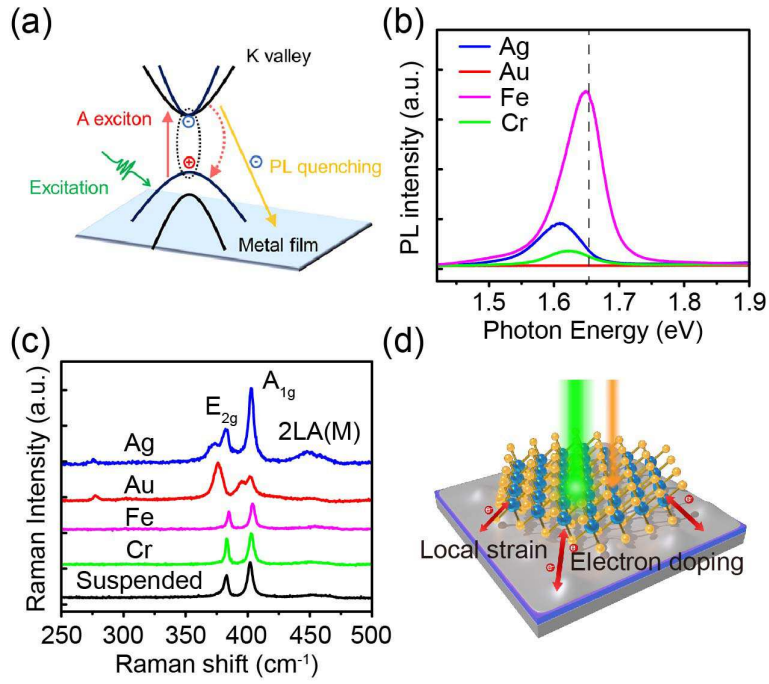 (a)
K valley
A exciton
PL quenching
Excitation
Metal film
(b)
PL intensity (a.u.)
Ag
Au
Fe
Cr
1.5 1.6 1.7 1.8 1.9
Photon Energy (eV)
(c)
Raman Intensity (a.u.)
A1g
E2g
2LA(M)
Ag
Au
Fe
Cr
Suspended
250 300 350 400 450 500
Raman shift (cm⁻¹)
(d)
Local strain
Electron doping